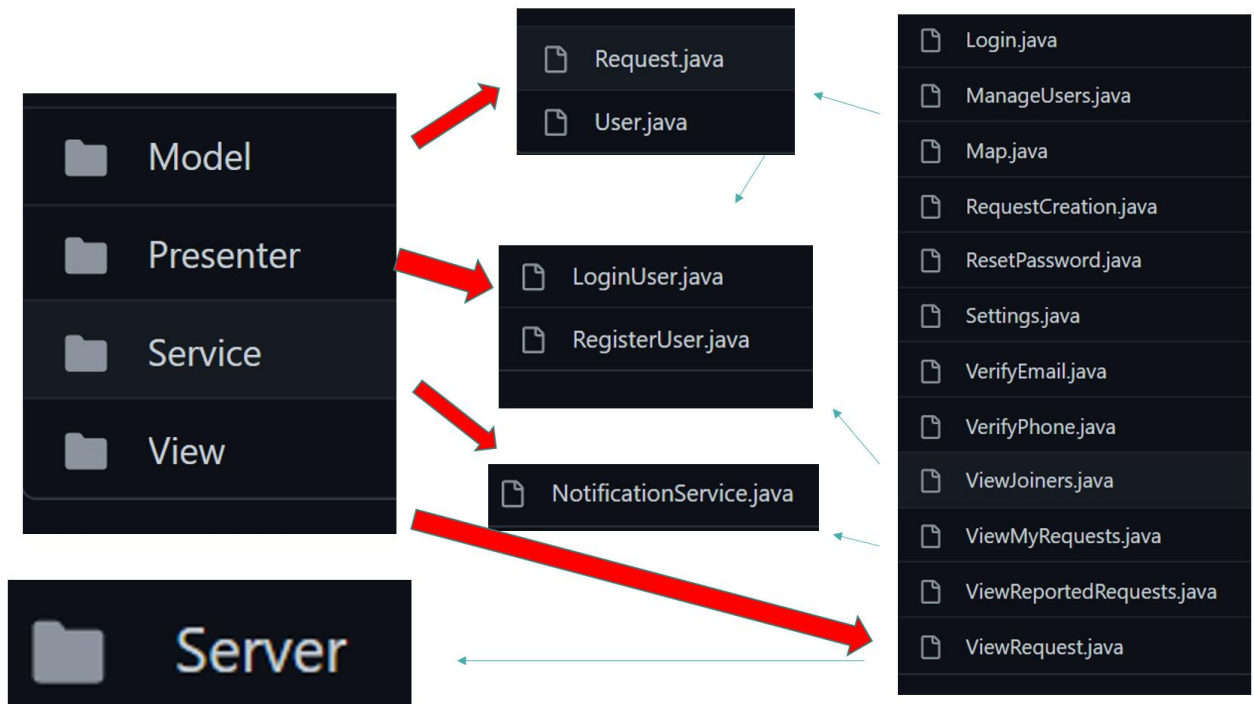 Model
Presenter
Service
View
Server
Request.java
User.java
LoginUser.java
RegisterUser.java
NotificationService.java
Login.java
ManageUsers.java
Map.java
RequestCreation.java
ResetPassword.java
Settings.java
VerifyEmail.java
VerifyPhone.java
ViewJoiners.java
ViewMyRequests.java
ViewReportedRequests.java
ViewRequest.java